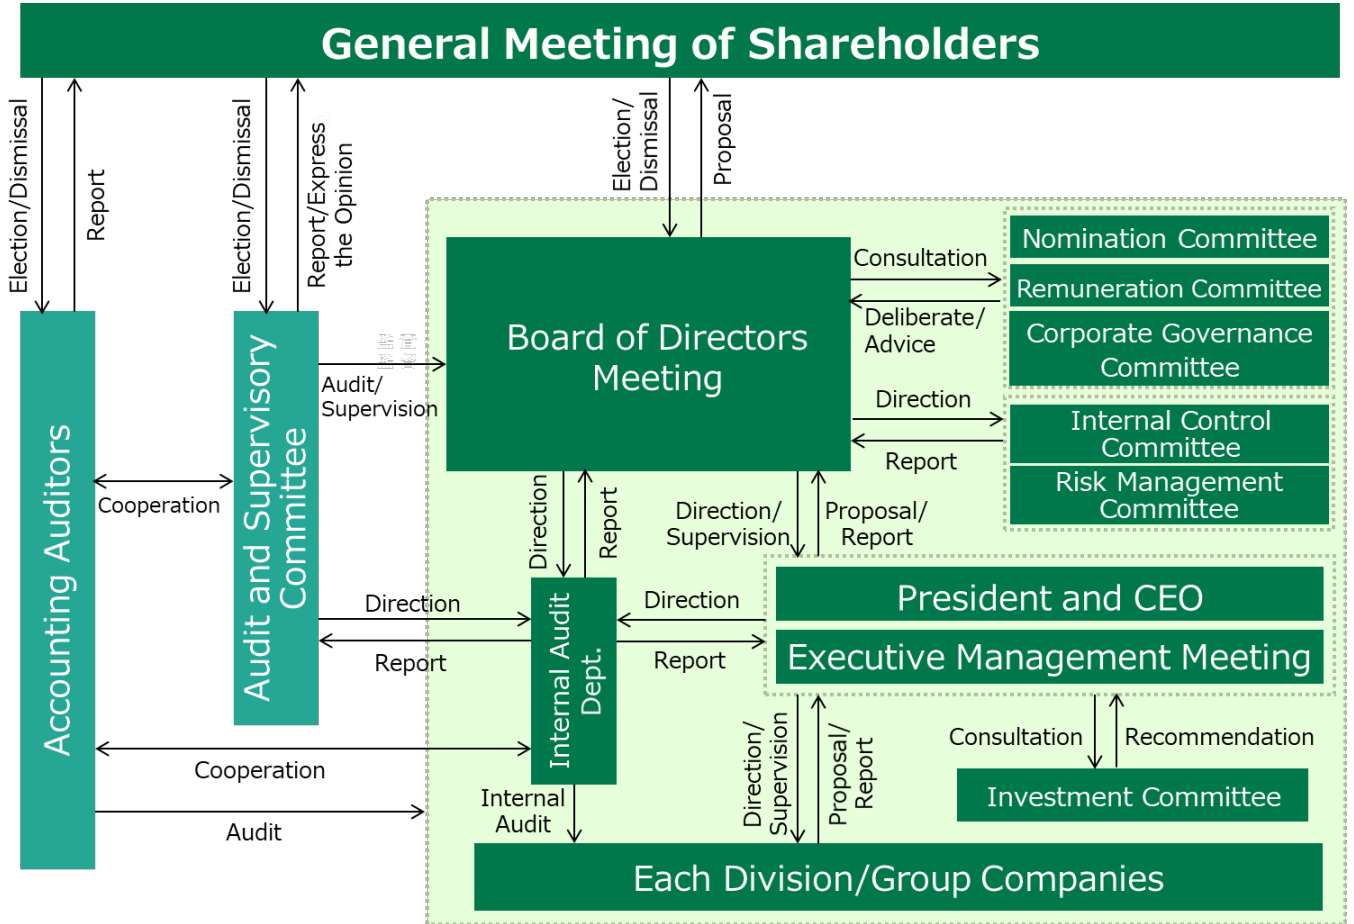 General Meeting of Shareholders
Election/Dismissal
Report
Election/Dismissal
Report/Express
the Opinion
Election/
Dismissal
Proposal
Accounting Auditors
Audit and Supervisory
Committee
Cooperation
Audit/
Supervision
Board of Directors
Meeting
Consultation
Deliberate/
Advice
Nomination Committee
Remuneration Committee
Corporate Governance
Committee
Direction
Report
Internal Control
Committee
Risk Management
Committee
Direction
Report
Direction/
Supervision
Proposal/
Report
Direction
Report
Internal Audit
Dept.
Direction
Report
President and CEO
Executive Management Meeting
Cooperation
Audit
Internal
Audit
Direction/
Supervision
Proposal/
Report
Consultation
Recommendation
Investment Committee
Each Division/Group Companies